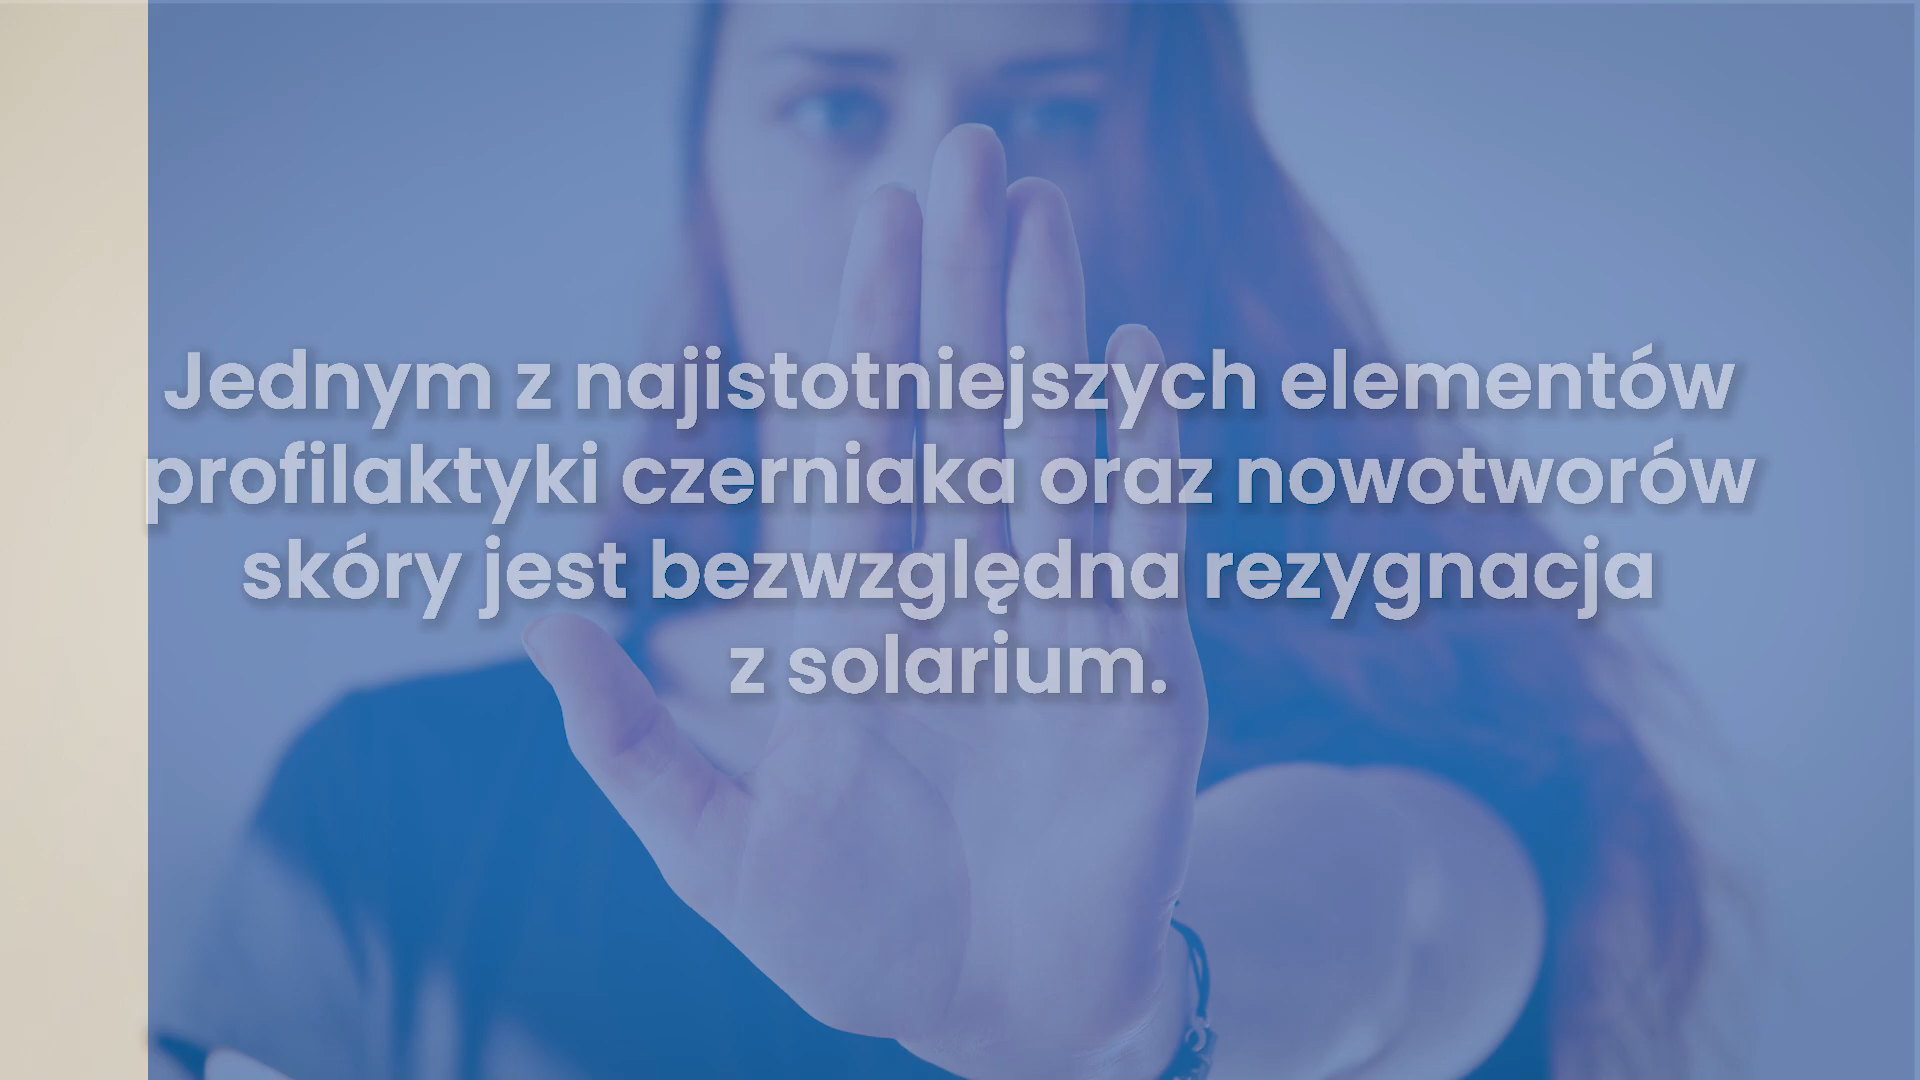 Jednym z najistotniejszych elementów
profilaktyki czerniaka oraz nowotworów
skóry jest bezwzględna rezygnacja
z solarium.